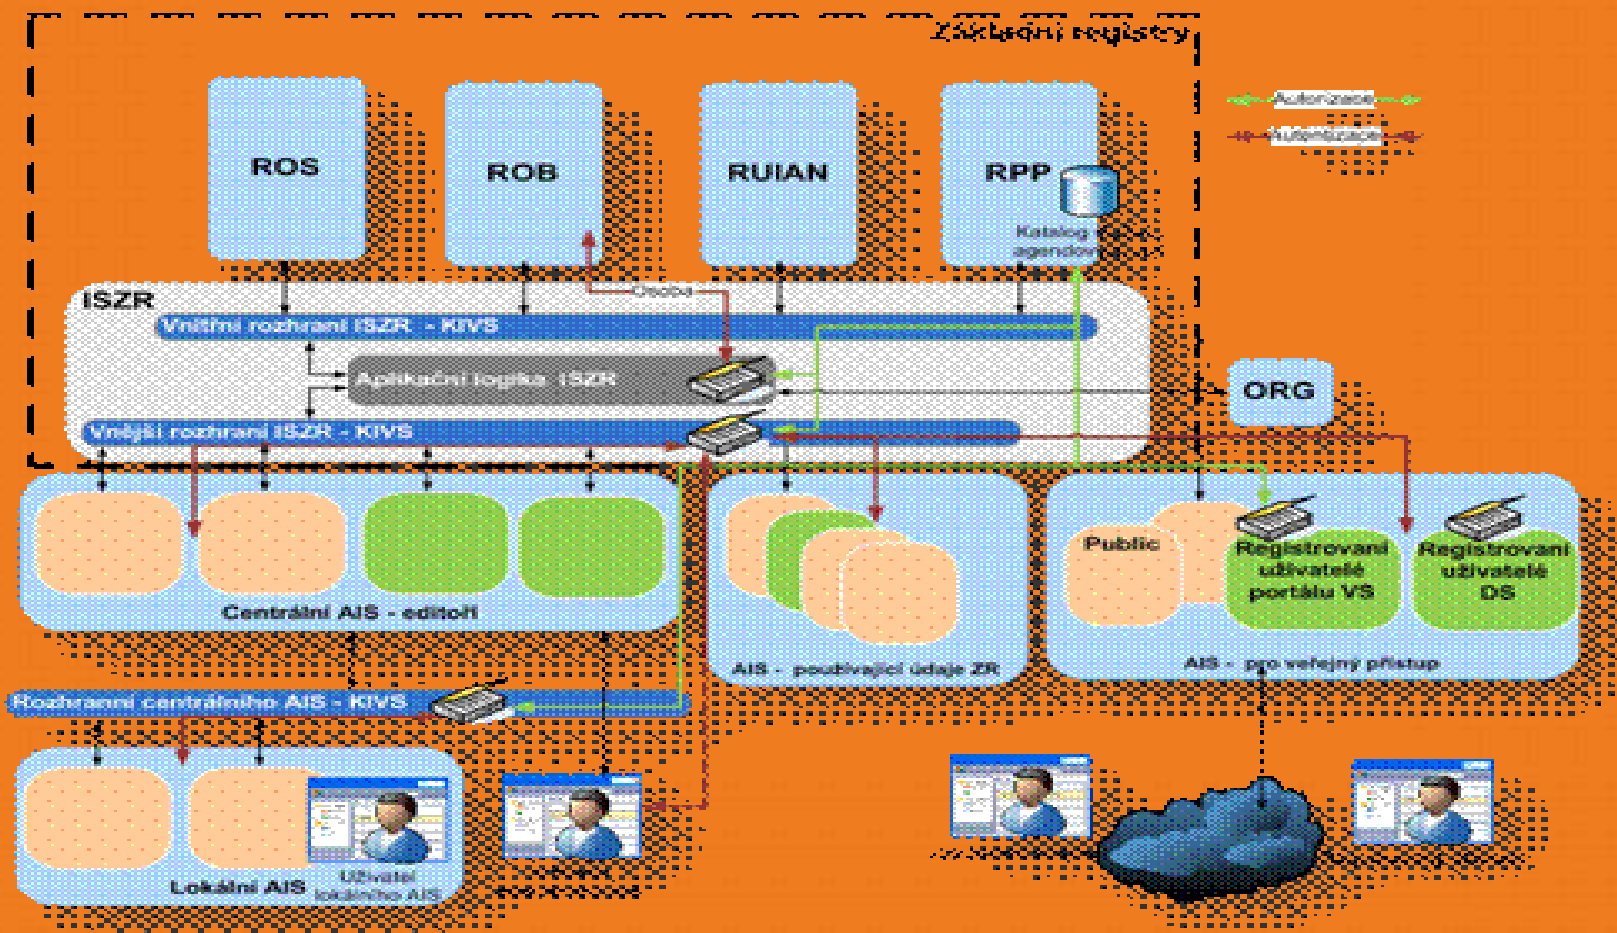 Základní registry
Autorizace
Autentizace
ROS
ROB
RUIAN
RPP
Katalog
agendov
ISZR
Osoba
Vnitřní rozhraní ISZR - KIVS
Aplikační logika ISZR
ORG
Vnější rozhraní ISZR - KIVS
Public
Registrovaní
uživatelé
portálu VS
Registrovaní
uživatelé
DS
Centrální AIS - editoři
AIS - používající údaje ZR
AIS - pro veřejný přístup
Rozhranní centrálního AIS - KIVS
Lokální AIS
Uživatel
lokálního AIS